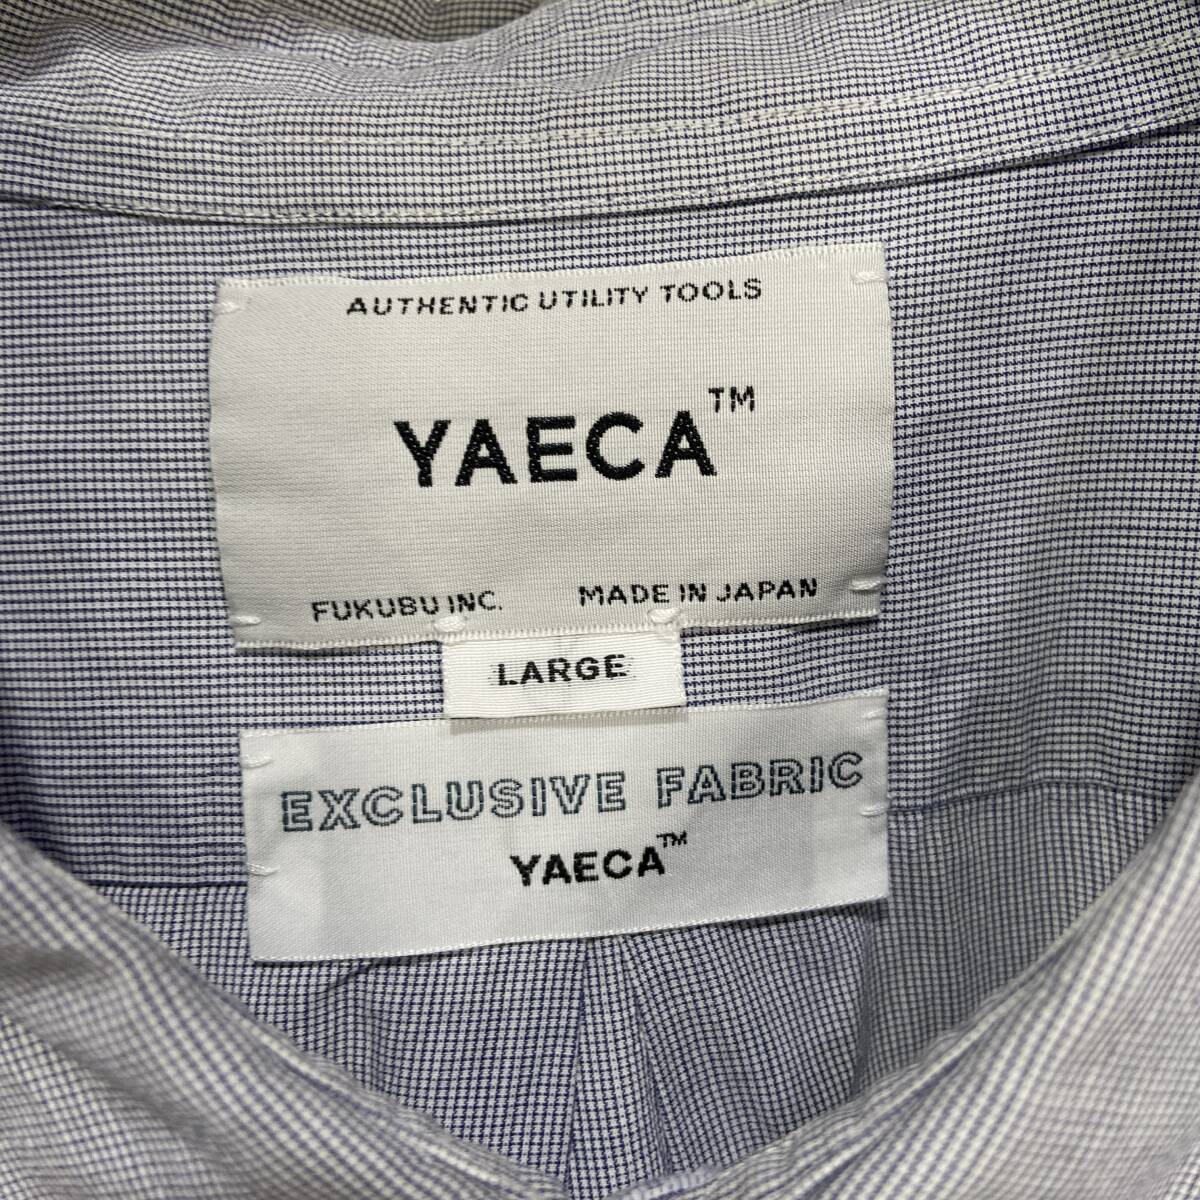 AUTHENTIC UTILITY TOOLS
YAECA™
FUKUBU INC. MADE IN JAPAN
LARGE
EXCLUSIVE FABRIC
YAECA™